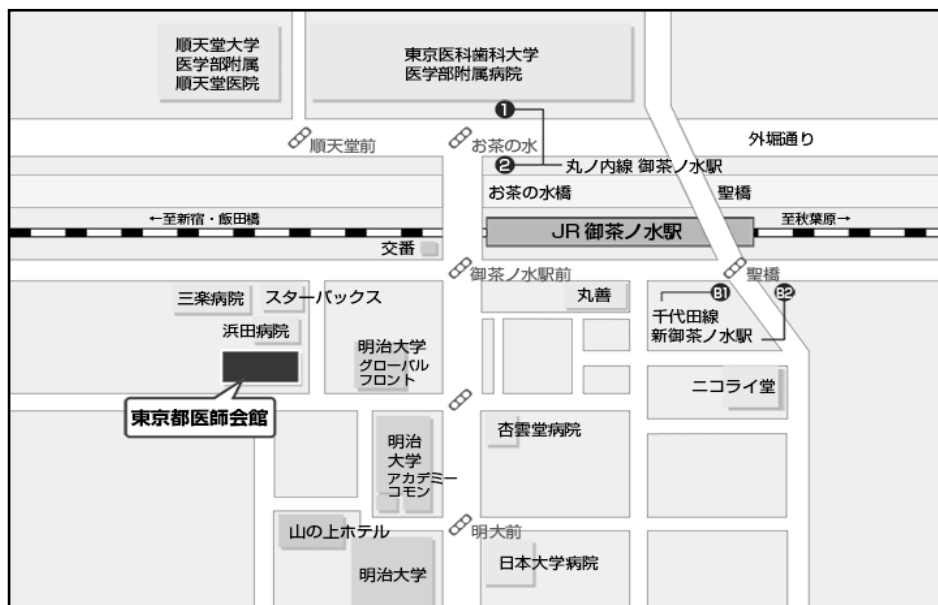 順天堂大学
医学部附属
順天堂医院
東京医科歯科大学
医学部附属病院
1
順天堂前
お茶の水
外堀通り
2
丸ノ内線 御茶ノ水駅
お茶の水橋
聖橋
←至新宿・飯田橋
JR 御茶ノ水駅
至秋葉原→
交番
御茶ノ水駅前
聖橋
三楽病院
スターバックス
丸善
B1
B2
千代田線
新御茶ノ水駅
浜田病院
明治大学
グローバル
フロント
ニコライ堂
東京都医師会館
明治
大学
アカデミー
コモン
杏雲堂病院
山の上ホテル
明大前
明治大学
日本大学病院